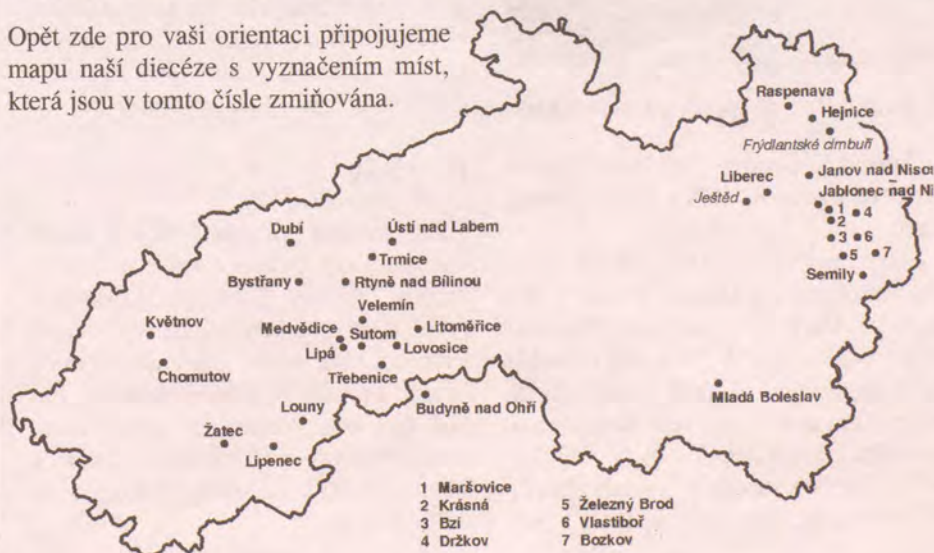 Opět zde pro vaši orientaci připojujeme
mapu naší diecéze s vyznačením míst,
která jsou v tomto čísle zmiňována.
Raspenava
Hejnice
Frýdlantské cimbuří
Janov nad Nisou
Liberec
Ještěd
Jablonec nad Ni
1
2
4
3
6
5
7
Semily
Dubí
Ústí nad Labem
Trmice
Bystřany
Rtyně nad Bílinou
Velemín
Květnov
Medvědice
Sutom
Litoměřice
Lipá
Lovosice
Chomutov
Třebenice
Mladá Boleslav
Budyně nad Ohří
Louny
Žatec
Lipenec
1 Maršovice
2 Krásná
3 Bzí
4 Držkov
5 Železný Brod
6 Vlastiboř
7 Bozkov